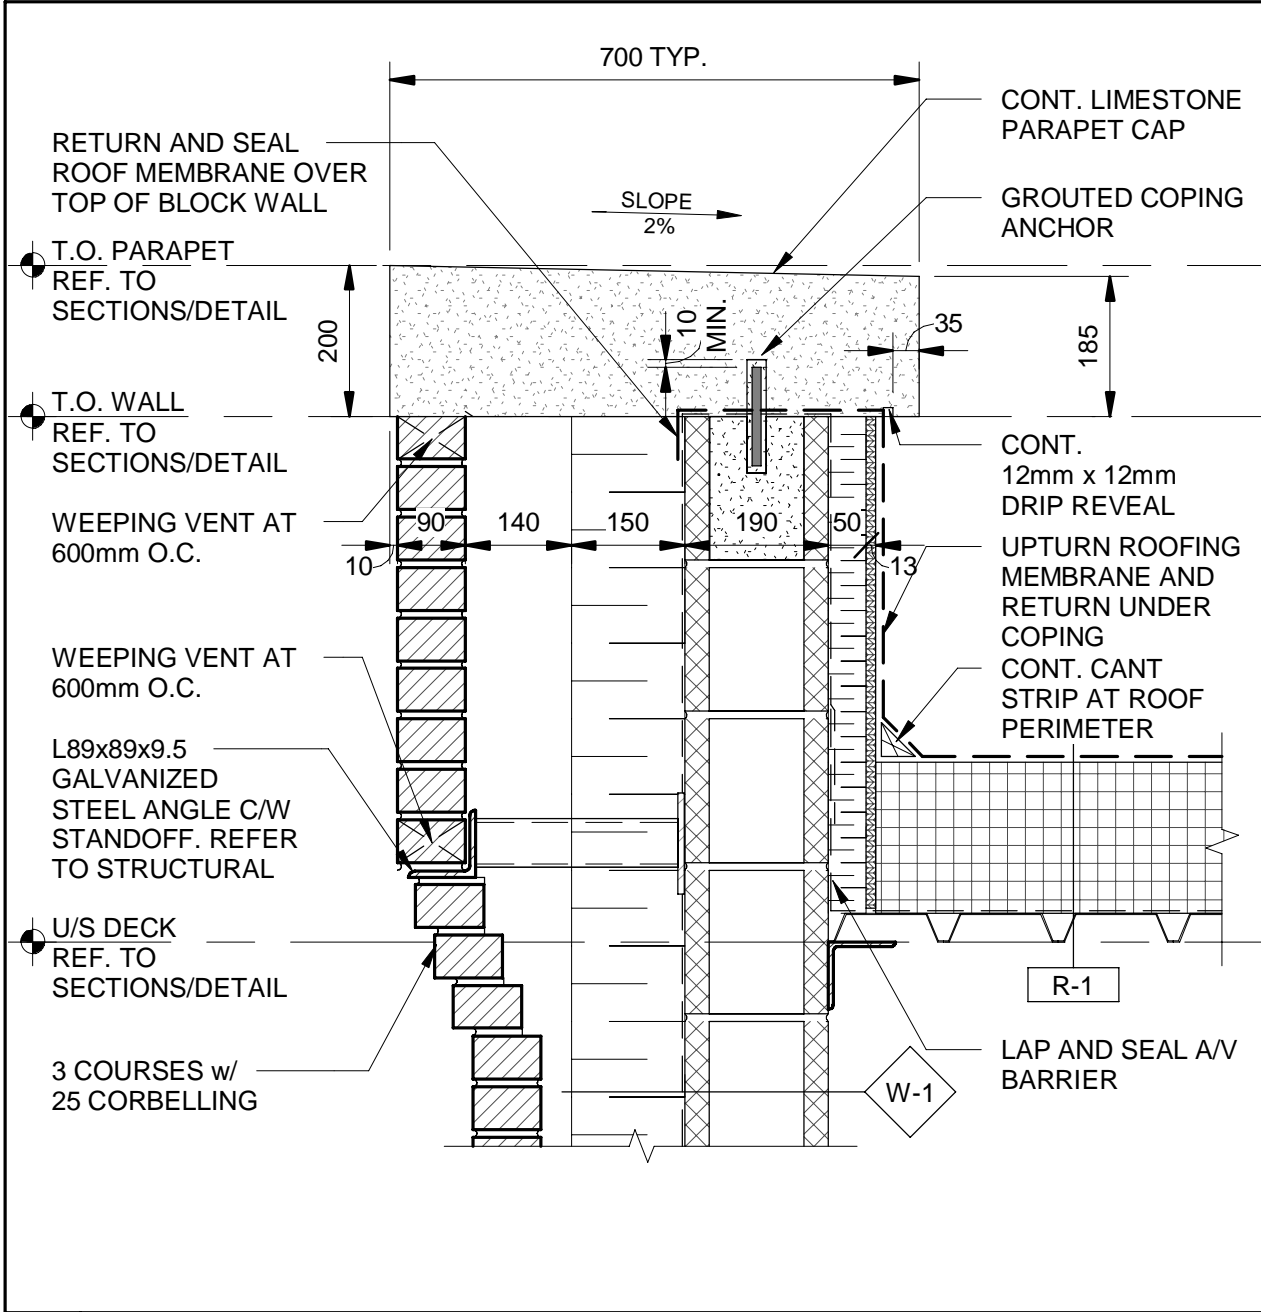 700 TYP.
CONT. LIMESTONE
PARAPET CAP
RETURN AND SEAL
ROOF MEMBRANE OVER
TOP OF BLOCK WALL
SLOPE
2%
GROUTED COPING
ANCHOR
T.O. PARAPET
REF. TO
SECTIONS/DETAIL
200
10
MIN.
35
185
T.O. WALL
REF. TO
SECTIONS/DETAIL
CONT.
12mm x 12mm
DRIP REVEAL
WEEPING VENT AT
600mm O.C.
10
90
140
150
190
50
13
UPTURN ROOFING
MEMBRANE AND
RETURN UNDER
COPING
WEEPING VENT AT
600mm O.C.
CONT. CANT
STRIP AT ROOF
PERIMETER
L89x89x9.5
GALVANIZED
STEEL ANGLE C/W
STANDOFF. REFER
TO STRUCTURAL
U/S DECK
REF. TO
SECTIONS/DETAIL
R-1
3 COURSES w/
25 CORBELLING
LAP AND SEAL A/V
BARRIER
W-1